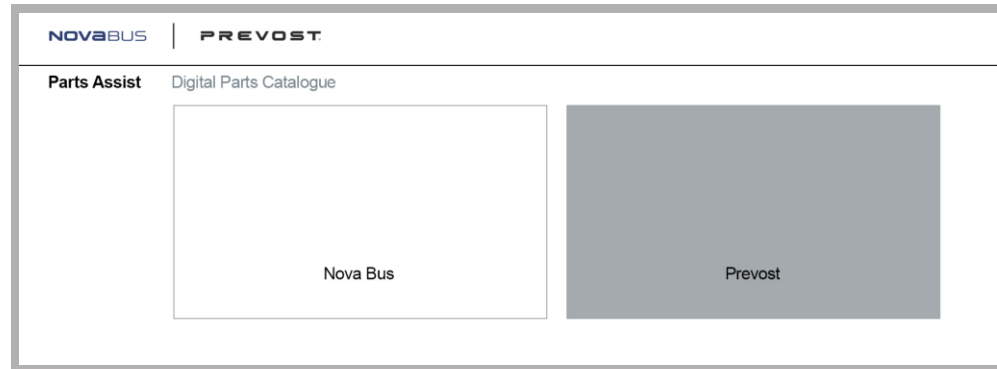 NOVABUS PREVOST
Parts Assist Digital Parts Catalogue
Nova Bus Prevost